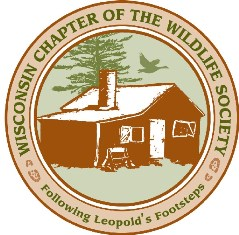 WISCONSIN CHAPTER OF THE WILDLIFE SOCIETY
Following Leopold's Footsteps